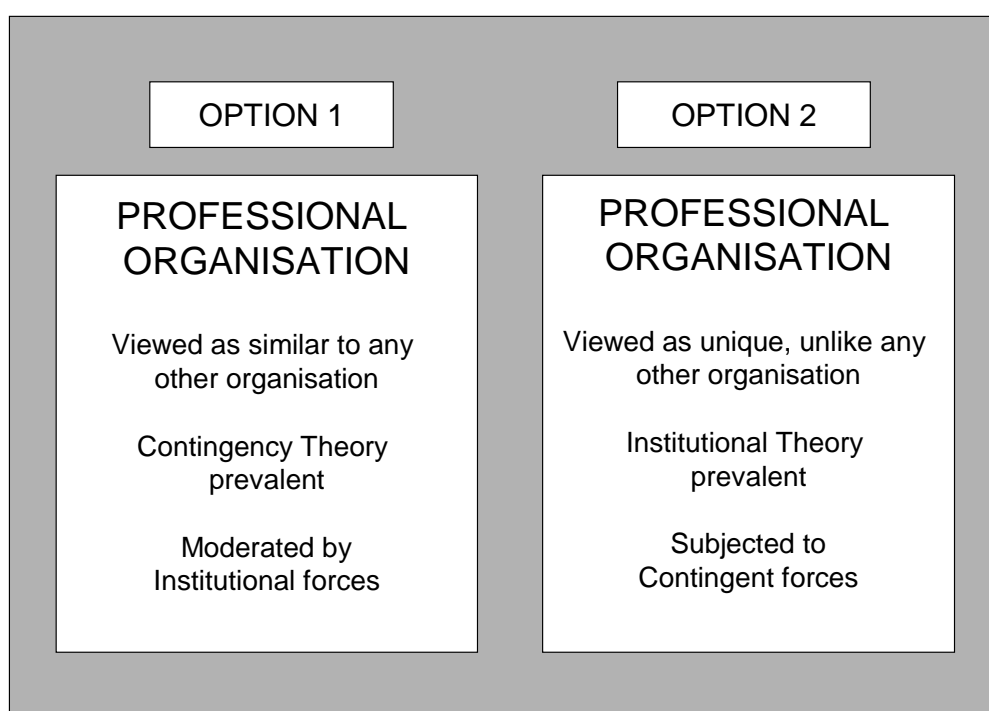 OPTION 1
OPTION 2
PROFESSIONAL
ORGANISATION
Viewed as similar to any
other organisation
Contingency Theory
prevalent
Moderated by
Institutional forces
PROFESSIONAL
ORGANISATION
Viewed as unique, unlike any
other organisation
Institutional Theory
prevalent
Subjected to
Contingent forces